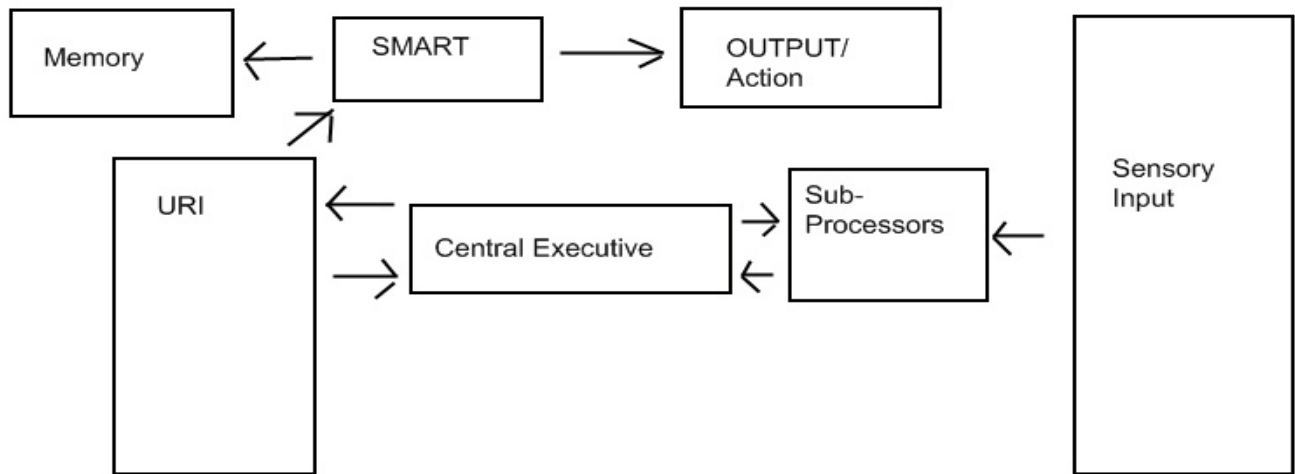 Memory
SMART
OUTPUT/
Action
URI
Central Executive
Sub-
Processors
Sensory
Input